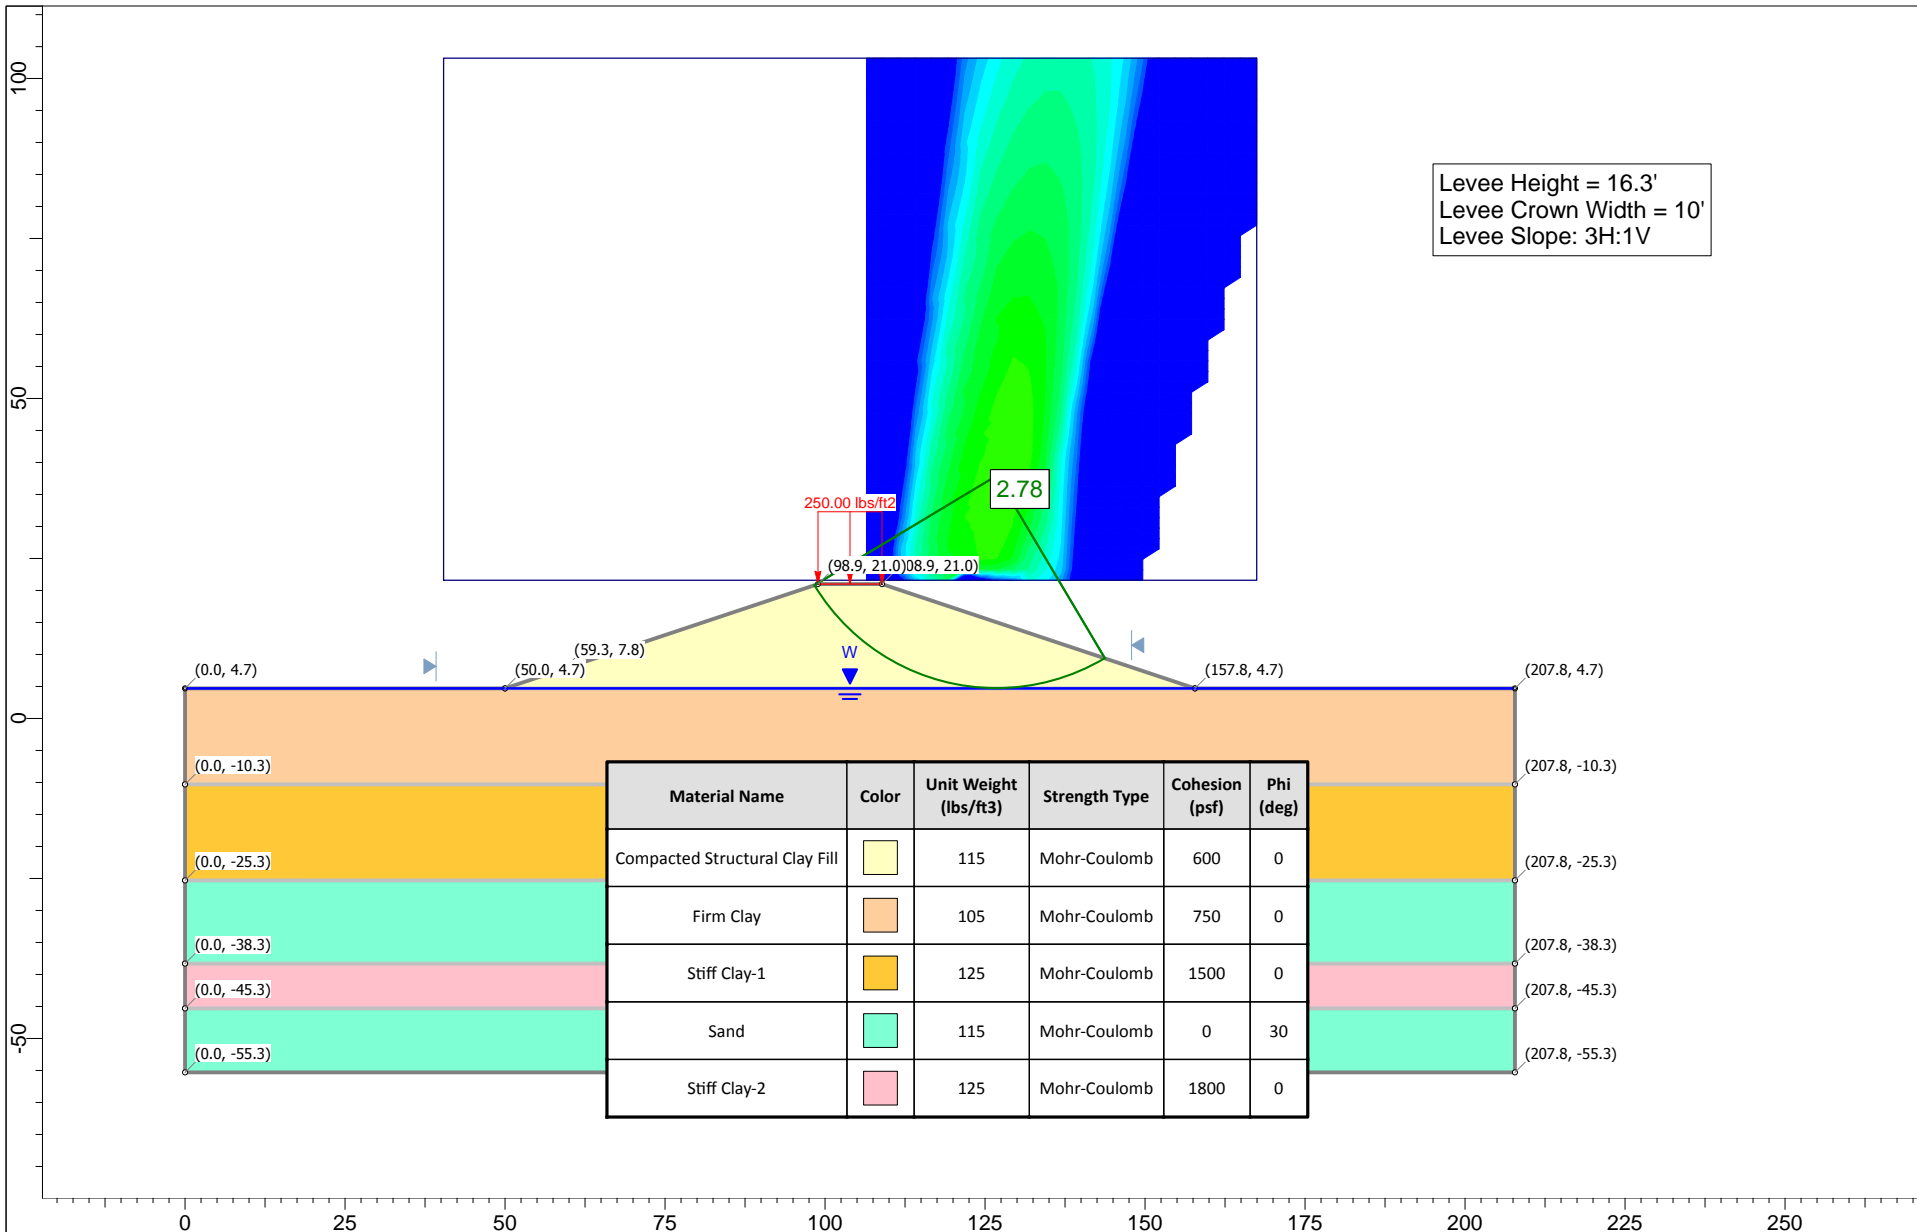 100
50
0
-50
Levee Height = 16.3'
Levee Crown Width = 10'
Levee Slope: 3H:1V
2.78
250.00 lbs/ft2
(98.9, 21.0)
08.9, 21.0)
(59.3, 7.8)
W
(0.0, 4.7)
(50.0, 4.7)
(157.8, 4.7)
(207.8, 4.7)
(0.0, -10.3)
(207.8, -10.3)
(0.0, -25.3)
(207.8, -25.3)
(0.0, -38.3)
(207.8, -38.3)
(0.0, -45.3)
(207.8, -45.3)
(0.0, -55.3)
(207.8, -55.3)
Material Name Color Unit Weight (lbs/ft3) Strength Type Cohesion (psf) Phi (deg)
Compacted Structural Clay Fill 115 Mohr-Coulomb 600 0
Firm Clay 105 Mohr-Coulomb 750 0
Stiff Clay-1 125 Mohr-Coulomb 1500 0
Sand 115 Mohr-Coulomb 0 30
Stiff Clay-2 125 Mohr-Coulomb 1800 0
0 25 50 75 100 125 150 175 200 225 250